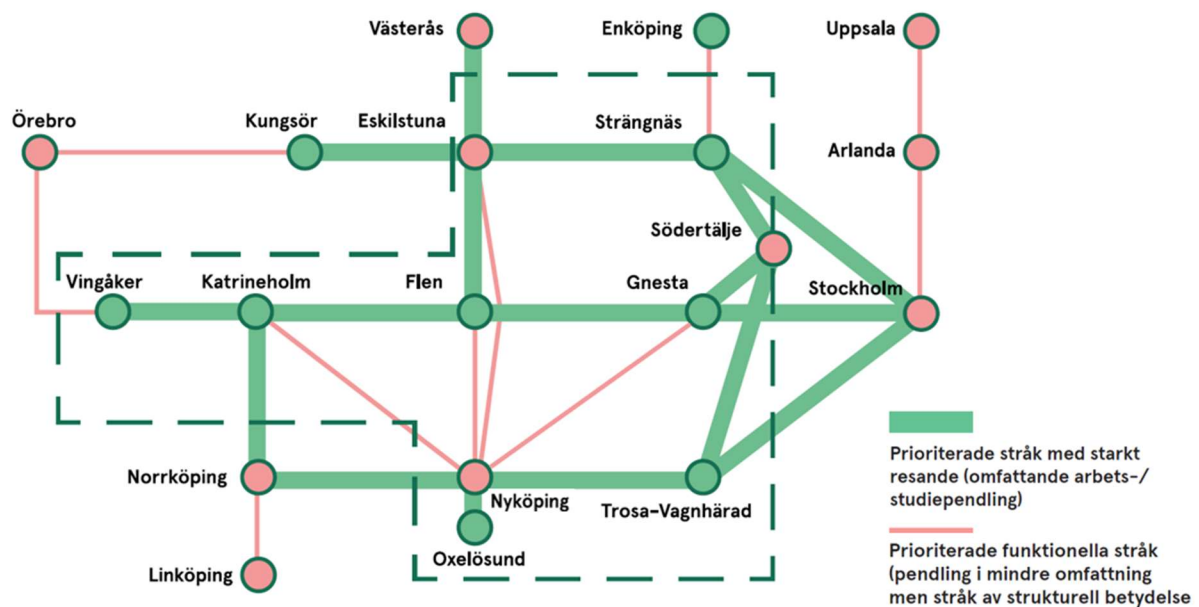 Västerås
Enköping
Uppsala
Örebro
Kungsör
Eskilstuna
Strängnäs
Arlanda
Södertälje
Vingåker
Katrineholm
Flen
Gnesta
Stockholm
Norrköping
Nyköping
Trosa-Vagnhärad
Oxelösund
Linköping
Prioriterade stråk med starkt
resande (omfattande arbets-/
studiependling)
Prioriterade funktionella stråk
(pendling i mindre omfattning
men stråk av strukturell betydelse